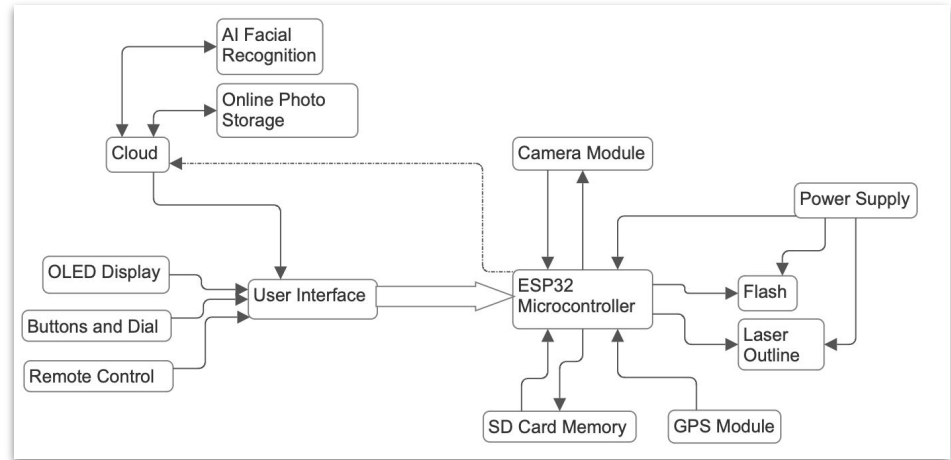 AI Facial
Recognition
Online Photo
Storage
Cloud
Camera Module
Power Supply
OLED Display
User Interface
ESP32
Microcontroller
Flash
Buttons and Dial
Laser
Outline
Remote Control
SD Card Memory
GPS Module